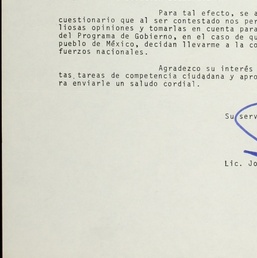 Para tal efecto, se a
cuestionario que al ser contestado nos per
liosas opiniones y tomarlas en cuenta para
del Programa de Gobierno, en el caso de qu
pueblo de México, decidan llevarme a la co
fuerzos nacionales.
Agradezco su interés
tas tareas de competencia ciudadana y apro
ra enviarle un saludo cordial.
Su serv
Lic. Jo